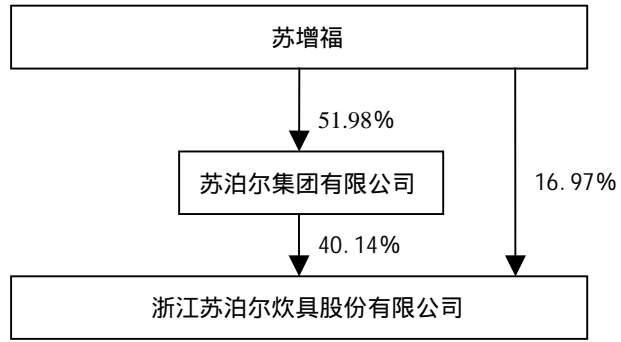 苏增福
51.98%
苏泊尔集团有限公司
16.97%
40.14%
浙江苏泊尔炊具股份有限公司